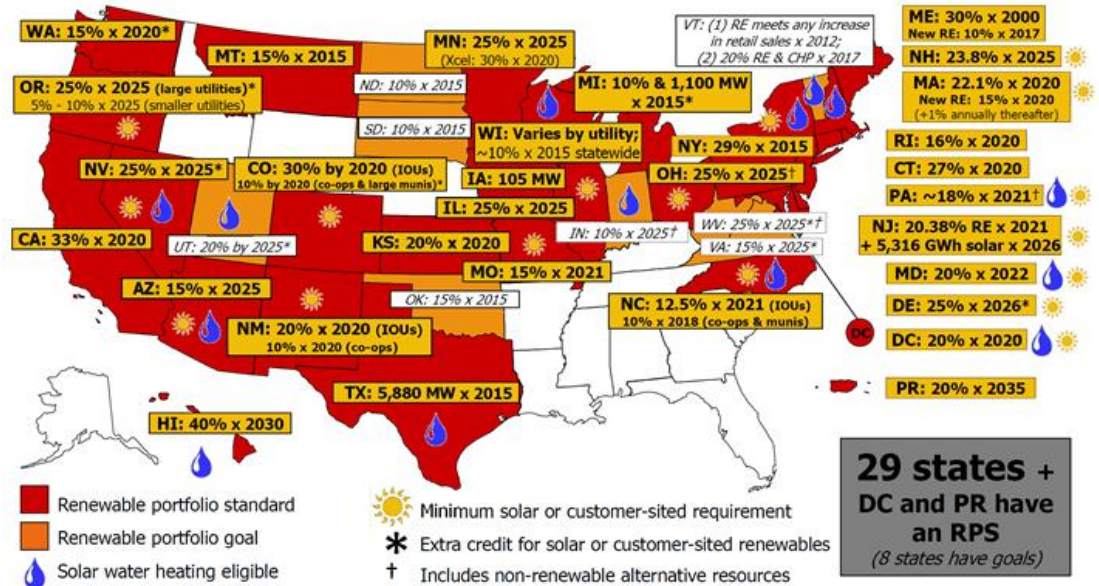 WA: 15% x 2020*
MT: 15% x 2015
MN: 25% x 2025
(Xcel: 30% x 2020)
VT: (1) RE meets any increase
in retail sales x 2012;
(2) 20% RE & CHP x 2017
ME: 30% x 2000
New RE: 10% x 2017
NH: 23.8% x 2025
MA: 22.1% x 2020
New RE: 15% x 2020
(+1% annually thereafter)
RI: 16% x 2020
CT: 27% x 2020
PA: ~18% x 2021†
NJ: 20.38% RE x 2021
+ 5,316 GWh solar x 2026
MD: 20% x 2022
DE: 25% x 2026*
DC: 20% x 2020
PR: 20% x 2035
OR: 25% x 2025 (large utilities)*
5% - 10% x 2025 (smaller utilities)
ND: 10% x 2015
SD: 10% x 2015
MI: 10% & 1,100 MW
x 2015*
WI: Varies by utility;
~10% x 2015 statewide
NY: 29% x 2015
NV: 25% x 2025*
CO: 30% by 2020 (IOUs)
10% by 2020 (co-ops & large munis)*
IA: 105 MW
OH: 25% x 2025†
IL: 25% x 2025
CA: 33% x 2020
UT: 20% by 2025*
KS: 20% x 2020
IN: 10% x 2025†
WV: 25% x 2025*†
VA: 15% x 2025*
MO: 15% x 2021
AZ: 15% x 2025
OK: 15% x 2015
NC: 12.5% x 2021 (IOUs)
10% x 2018 (co-ops & munis)
NM: 20% x 2020 (IOUs)
10% x 2020 (co-ops)
DC
TX: 5,880 MW x 2015
HI: 40% x 2030
Renewable portfolio standard
Renewable portfolio goal
Solar water heating eligible
Minimum solar or customer-sited requirement
* Extra credit for solar or customer-sited renewables
† Includes non-renewable alternative resources
29 states +
DC and PR have
an RPS
(8 states have goals)